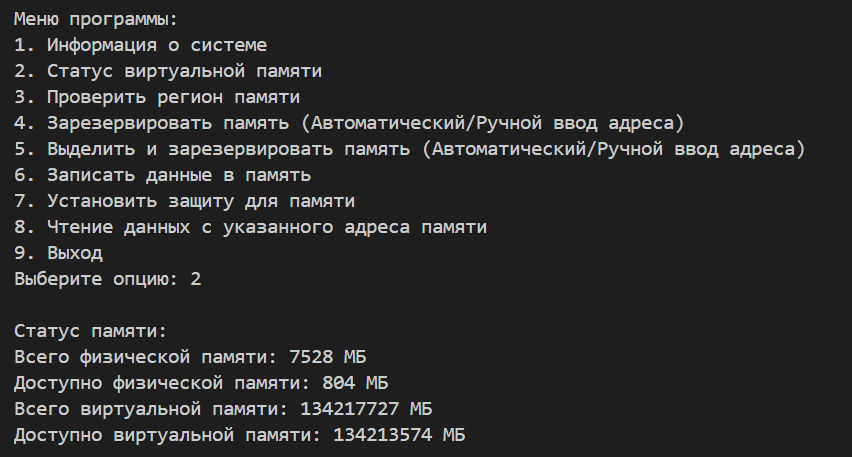 Меню программы:
1. Информация о системе
2. Статус виртуальной памяти
3. Проверить регион памяти
4. Зарезервировать память (Автоматический/Ручной ввод адреса)
5. Выделить и зарезервировать память (Автоматический/Ручной ввод адреса)
6. Записать данные в память
7. Установить защиту для памяти
8. Чтение данных с указанного адреса памяти
9. Выход
Выберите опцию: 2
Статус памяти:
Всего физической памяти: 7528 МБ
Доступно физической памяти: 804 МБ
Всего виртуальной памяти: 134217727 МБ
Доступно виртуальной памяти: 134213574 МБ